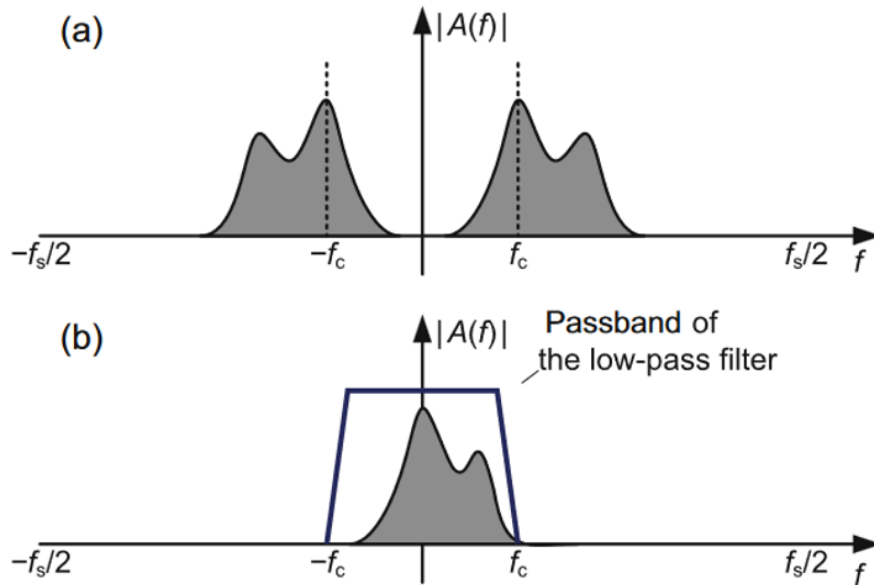 (a)
|A(f)|
−fs/2
−fc
fc
fs/2
f
(b)
|A(f)|
Passband of
the low-pass filter
−fs/2
−fc
fc
fs/2
f